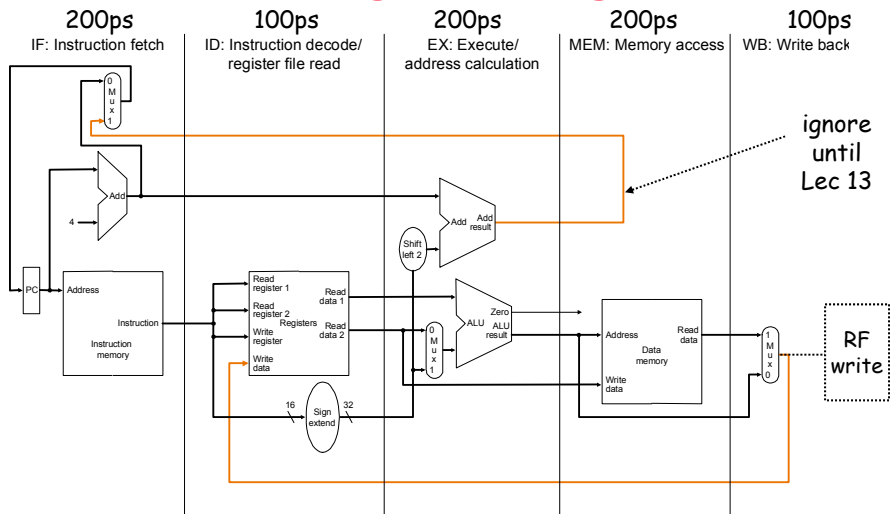 200ps
100ps
200ps
200ps
100ps
IF: Instruction fetch
ID: Instruction decode/
register file read
EX: Execute/
address calculation
MEM: Memory access
WB: Write back
0
M
u
x
1
ignore
until
Lec 13
Add
4
Add
Add
result
Shift
left 2
PC
Address
Instruction
Instruction
memory
Read
register 1
Read
register 2
Write
register
Write
data
Registers
Read
data 1
Read
data 2
0
M
u
x
1
Zero
ALU
ALU
result
Address
Data
memory
Write
data
Read
data
1
M
u
x
0
RF
write
16
Sign
extend
32